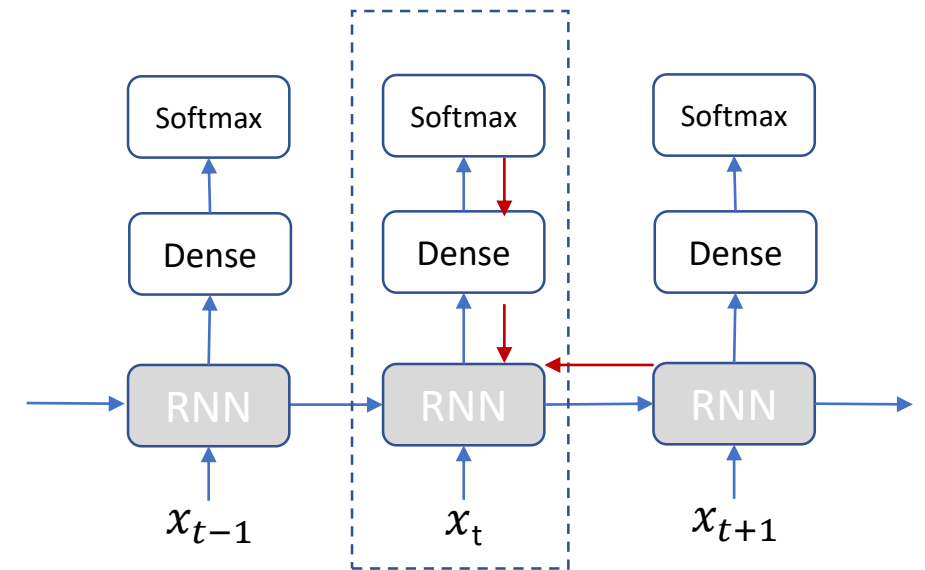 Softmax Softmax Softmax
Dense Dense Dense
RNN RNN RNN
x_{t-1} x_t x_{t+1}